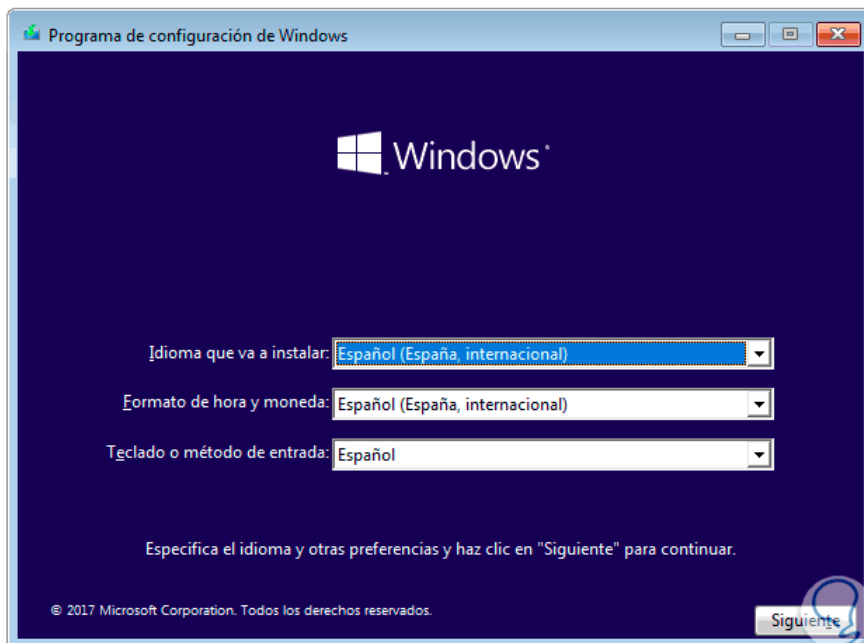 Programa de configuración de Windows
Windows
Idioma que va a instalar: Español (España, internacional)
Formato de hora y moneda: Español (España, internacional)
Teclado o método de entrada: Español
Especifica el idioma y otras preferencias y haz clic en "Siguiente" para continuar.
© 2017 Microsoft Corporation. Todos los derechos reservados.
Siguiente